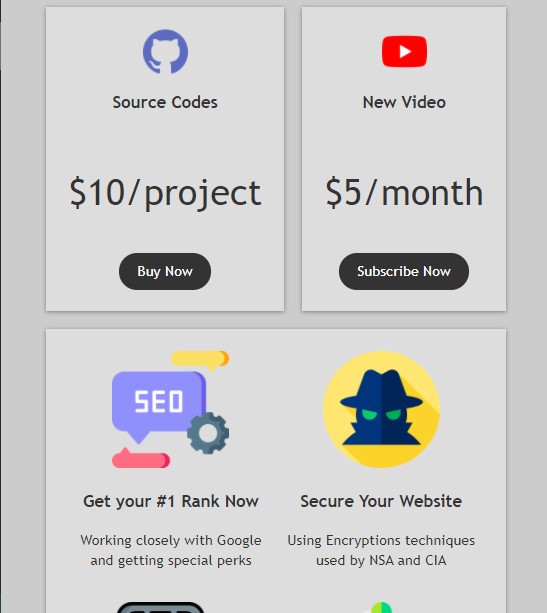 Source Codes
New Video
$10/project
$5/month
Buy Now
Subscribe Now
SEO
Get your #1 Rank Now
Secure Your Website
Working closely with Google
and getting special perks
Using Encryptions techniques
used by NSA and CIA